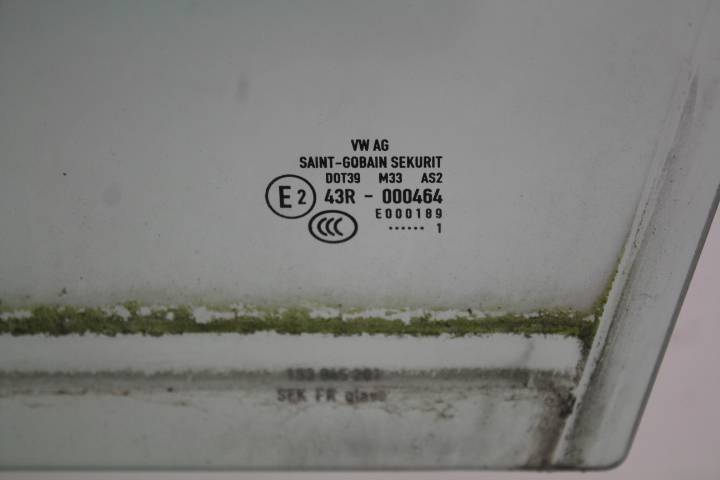 VW AG
SAINT-GOBAIN SEKURIT
DOT39 M33 AS2
E2 43R - 000464
E000189
CCC ...... 1
SEK FR glass